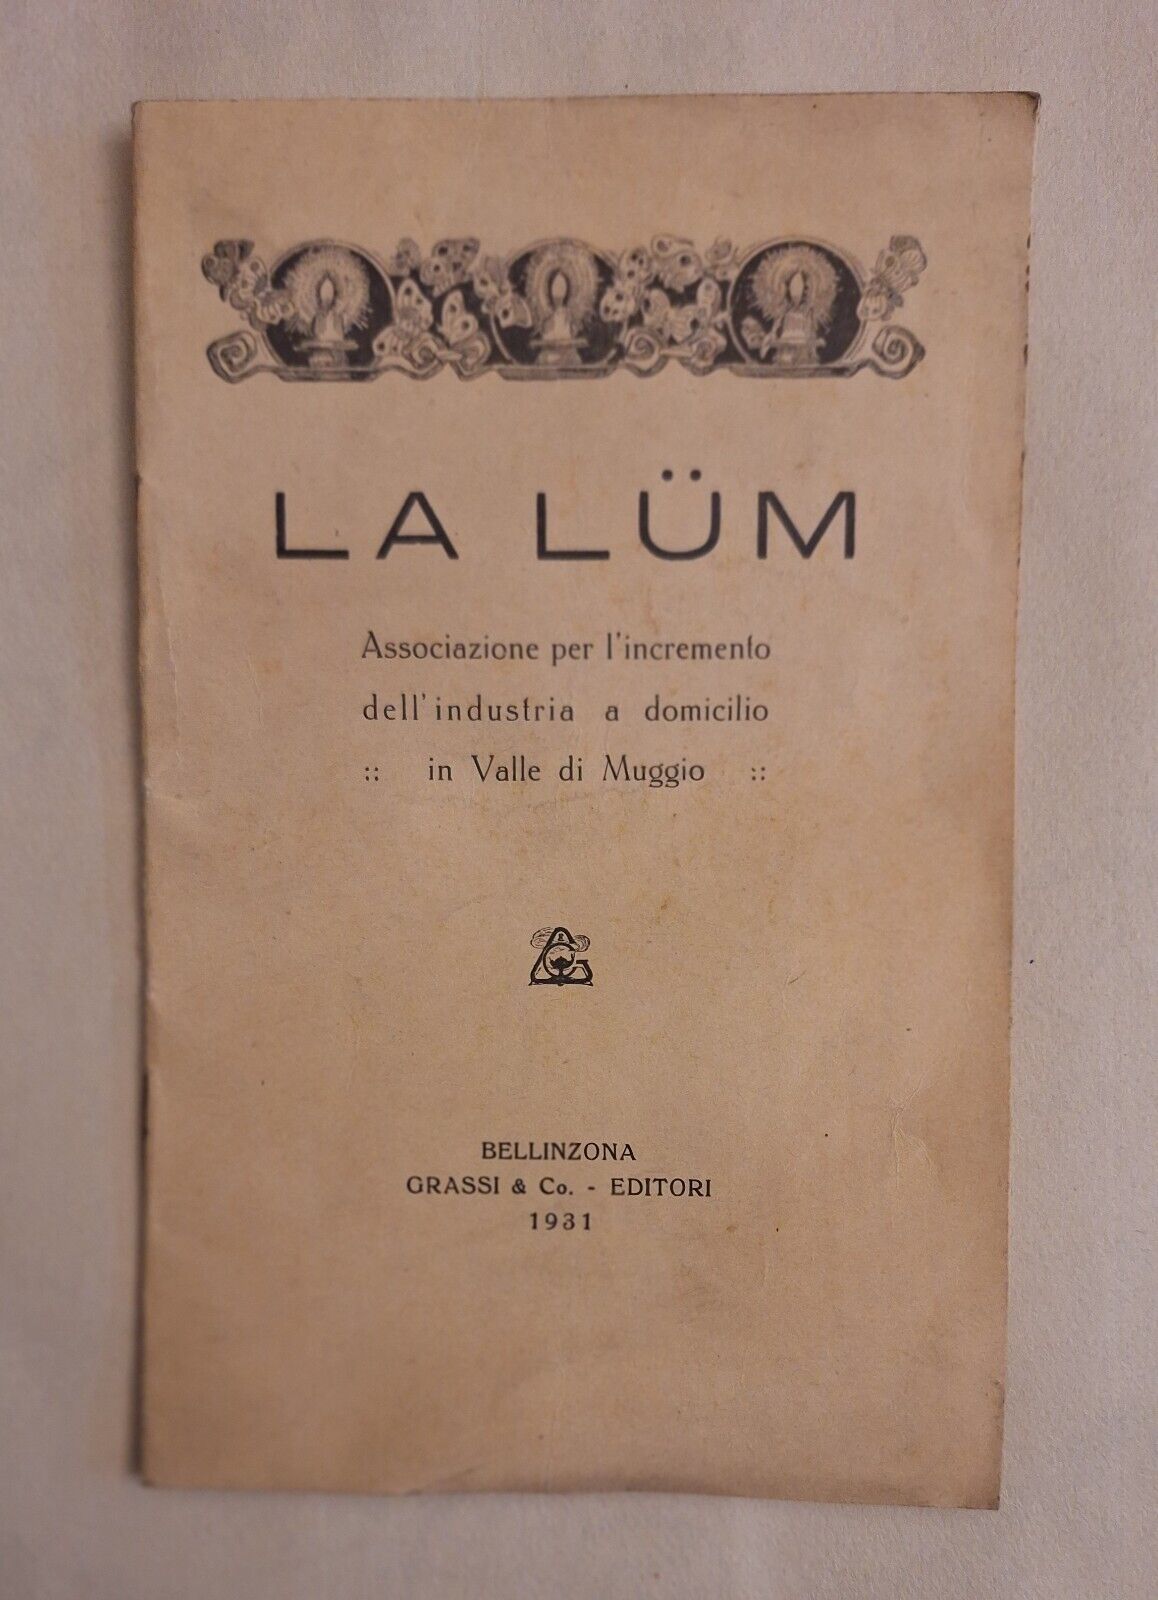 LA LÜM
Associazione per l'incremento
dell'industria a domicilio
:: in Valle di Muggio ::
BELLINZONA
GRASSI & Co. - EDITORI
1931